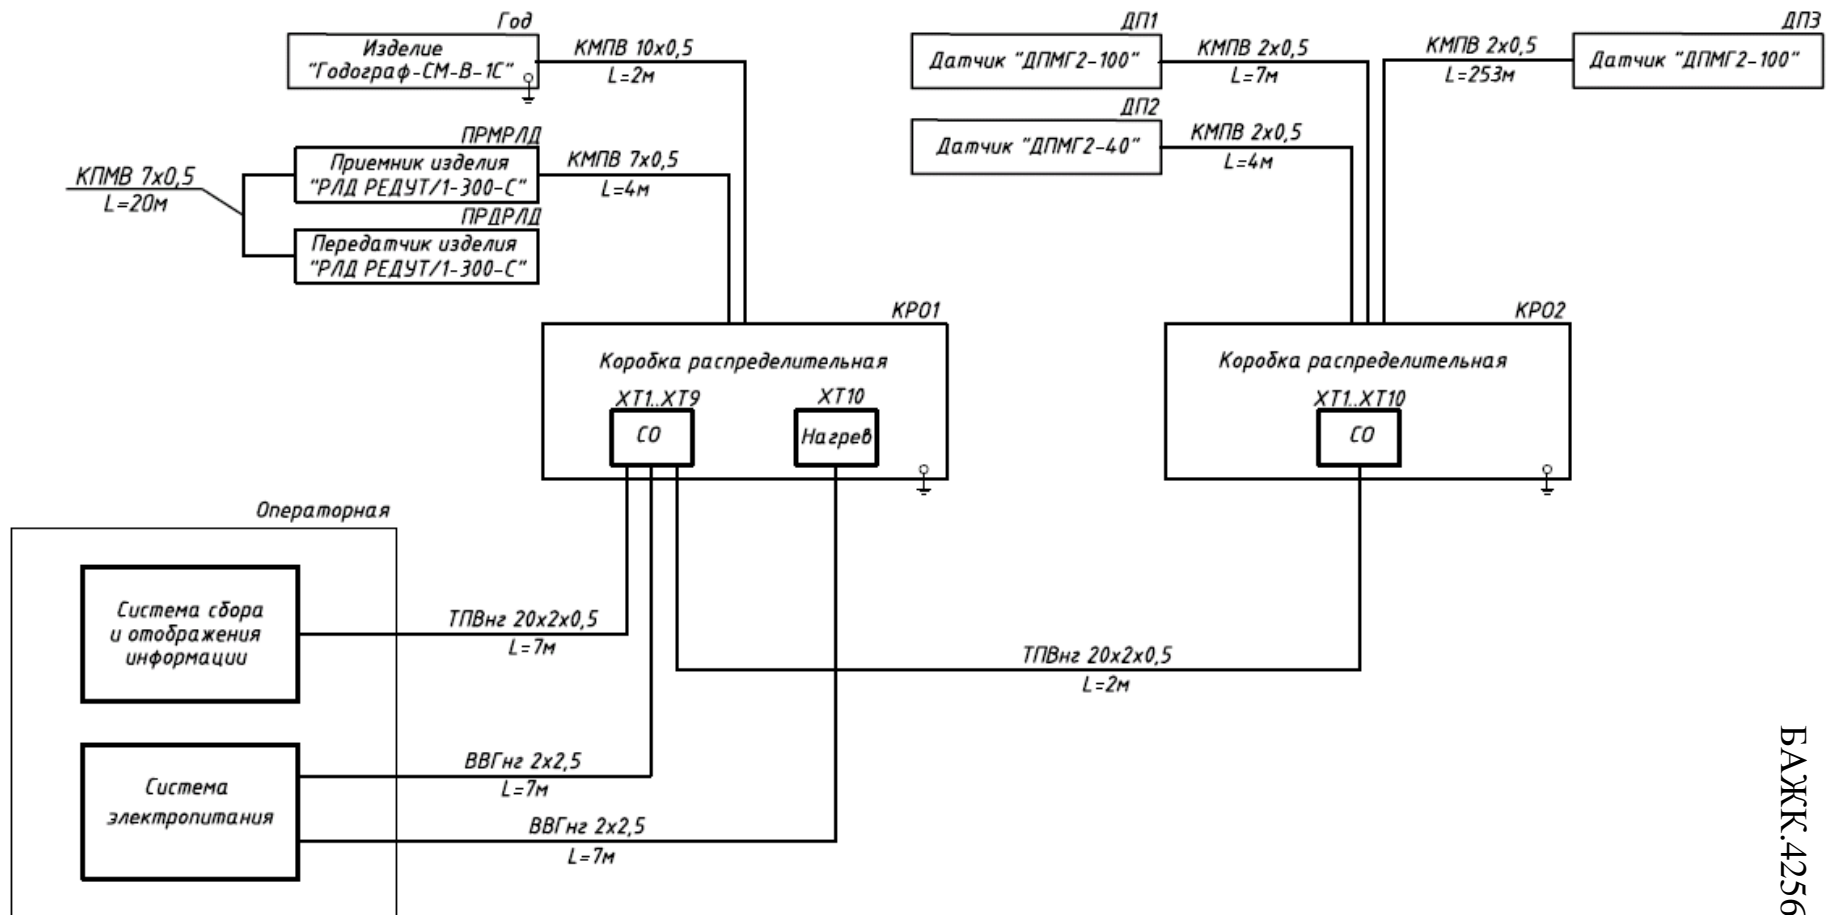 Год
Изделие
"Годограф-СМ-В-1С"
КМПВ 10х0,5
L=2м
ПРМРЛД
Приемник изделия
"РЛД РЕДУТ/1-300-С"
КМПВ 7х0,5
L=4м
КПМВ 7х0,5
L=20м
ПРДРЛД
Передатчик изделия
"РЛД РЕДУТ/1-300-С"
ДП1
Датчик "ДПМГ2-100"
КМПВ 2х0,5
L=7м
ДП2
Датчик "ДПМГ2-40"
КМПВ 2х0,5
L=4м
ДП3
КМПВ 2х0,5
L=253м
Датчик "ДПМГ2-100"
КРО1
Коробка распределительная
ХТ1..ХТ9
СО
ХТ10
Нагрев
КРО2
Коробка распределительная
ХТ1..ХТ10
СО
Операторная
Система сбора
и отображения
информации
ТПВнг 20х2х0,5
L=7м
ТПВнг 20х2х0,5
L=2м
Система
электропитания
ВВГнг 2х2,5
L=7м
ВВГнг 2х2,5
L=7м
БАЖК.4256